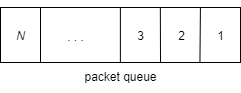 N ... 3 2 1
packet queue